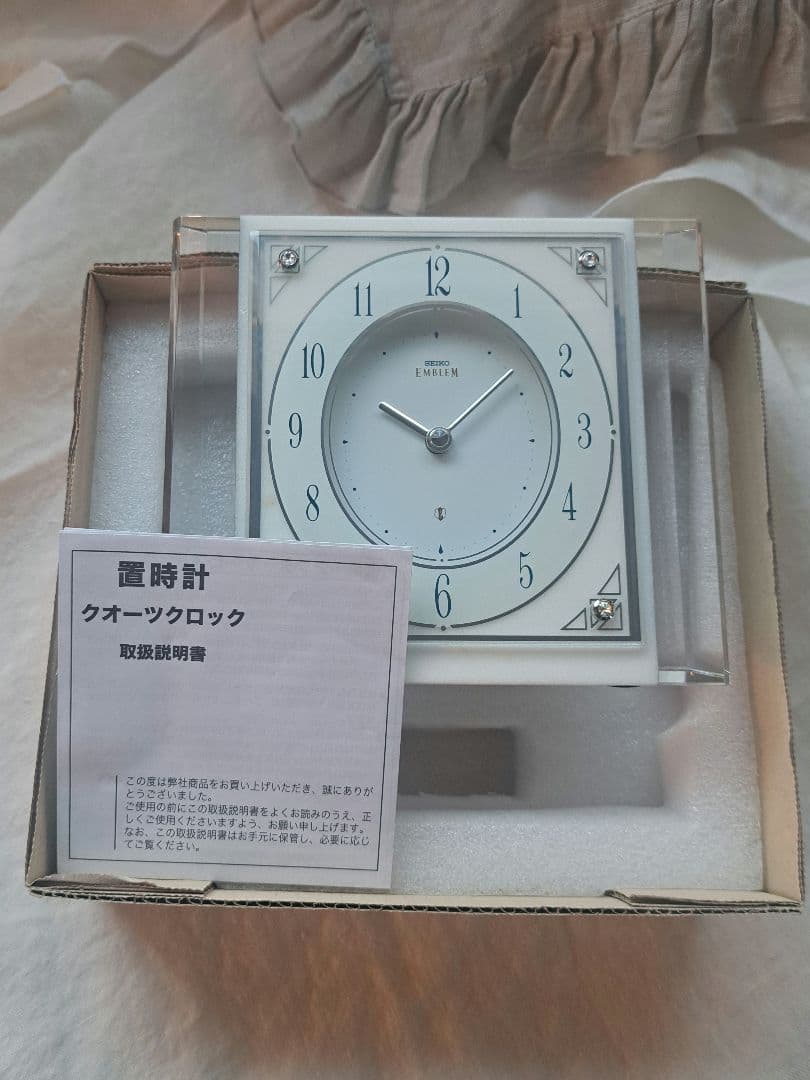 12
11
1
10
2
SEIKO
EMBLEM
9
3
8
4
5
6
置時計
クオーツクロック
取扱説明書
この度は弊社商品をお買い上げいただき、誠にありが
とうございました。
ご使用の前にこの取扱説明書をよくお読みのうえ、正
しくご使用くださいますよう、お願い申し上げます。
なお、この取扱説明書はお手元に保管し、必要に応じ
てご覧ください。